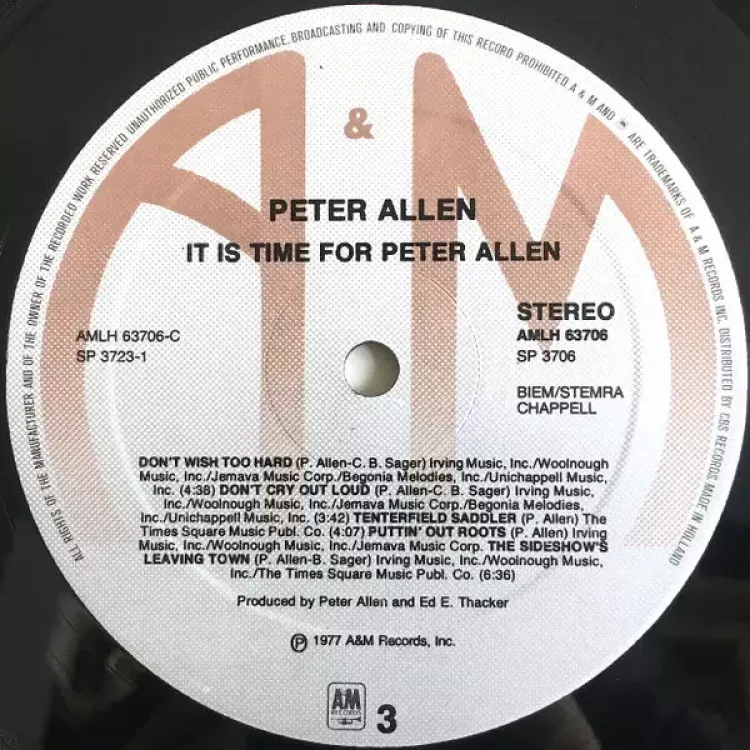 ALL RIGHTS OF THE MANUFACTURER AND OF THE OWNER OF THE RECORDED WORK RESERVED UNAUTHORIZED PUBLIC PERFORMANCE. BROADCASTING AND COPYING OF THIS RECORD PROHIBITED. A & M AND ARE TRADEMARKS OF A & M RECORDS INC. DISTRIBUTED BY CBS RECORDS. MADE IN HOLLAND
A & M
PETER ALLEN
IT IS TIME FOR PETER ALLEN
STEREO
AMLH 63706-C
AMLH 63706
SP 3723-1
SP 3706
BIEM/STEMRA
CHAPPELL
DON'T WISH TOO HARD (P. Allen-C. B. Sager) Irving Music, Inc./Woolnough
Music, Inc./Jemava Music Corp./Begonia Melodies, Inc./Unichappell Music,
Inc. (4:38) DON'T CRY OUT LOUD (P. Allen-C. B. Sager) Irving Music,
Inc./Woolnough Music, Inc./Jemava Music Corp./Begonia Melodies,
Inc./Unichappell Music, Inc. (3:42) TENTERFIELD SADDLER (P. Allen) The
Times Square Music Publ. Co. (4:07) PUTTIN' OUT ROOTS (P. Allen) Irving
Music, Inc./Woolnough Music, Inc./Jemava Music Corp. THE SIDESHOW'S
LEAVING TOWN (P. Allen-C. B. Sager) Irving Music, Inc./Woolnough Music,
Inc./The Times Square Music Publ. Co. (6:36)
Produced by Peter Allen and Ed E. Thacker
℗ 1977 A&M Records, Inc.
A&M
RECORDS
3